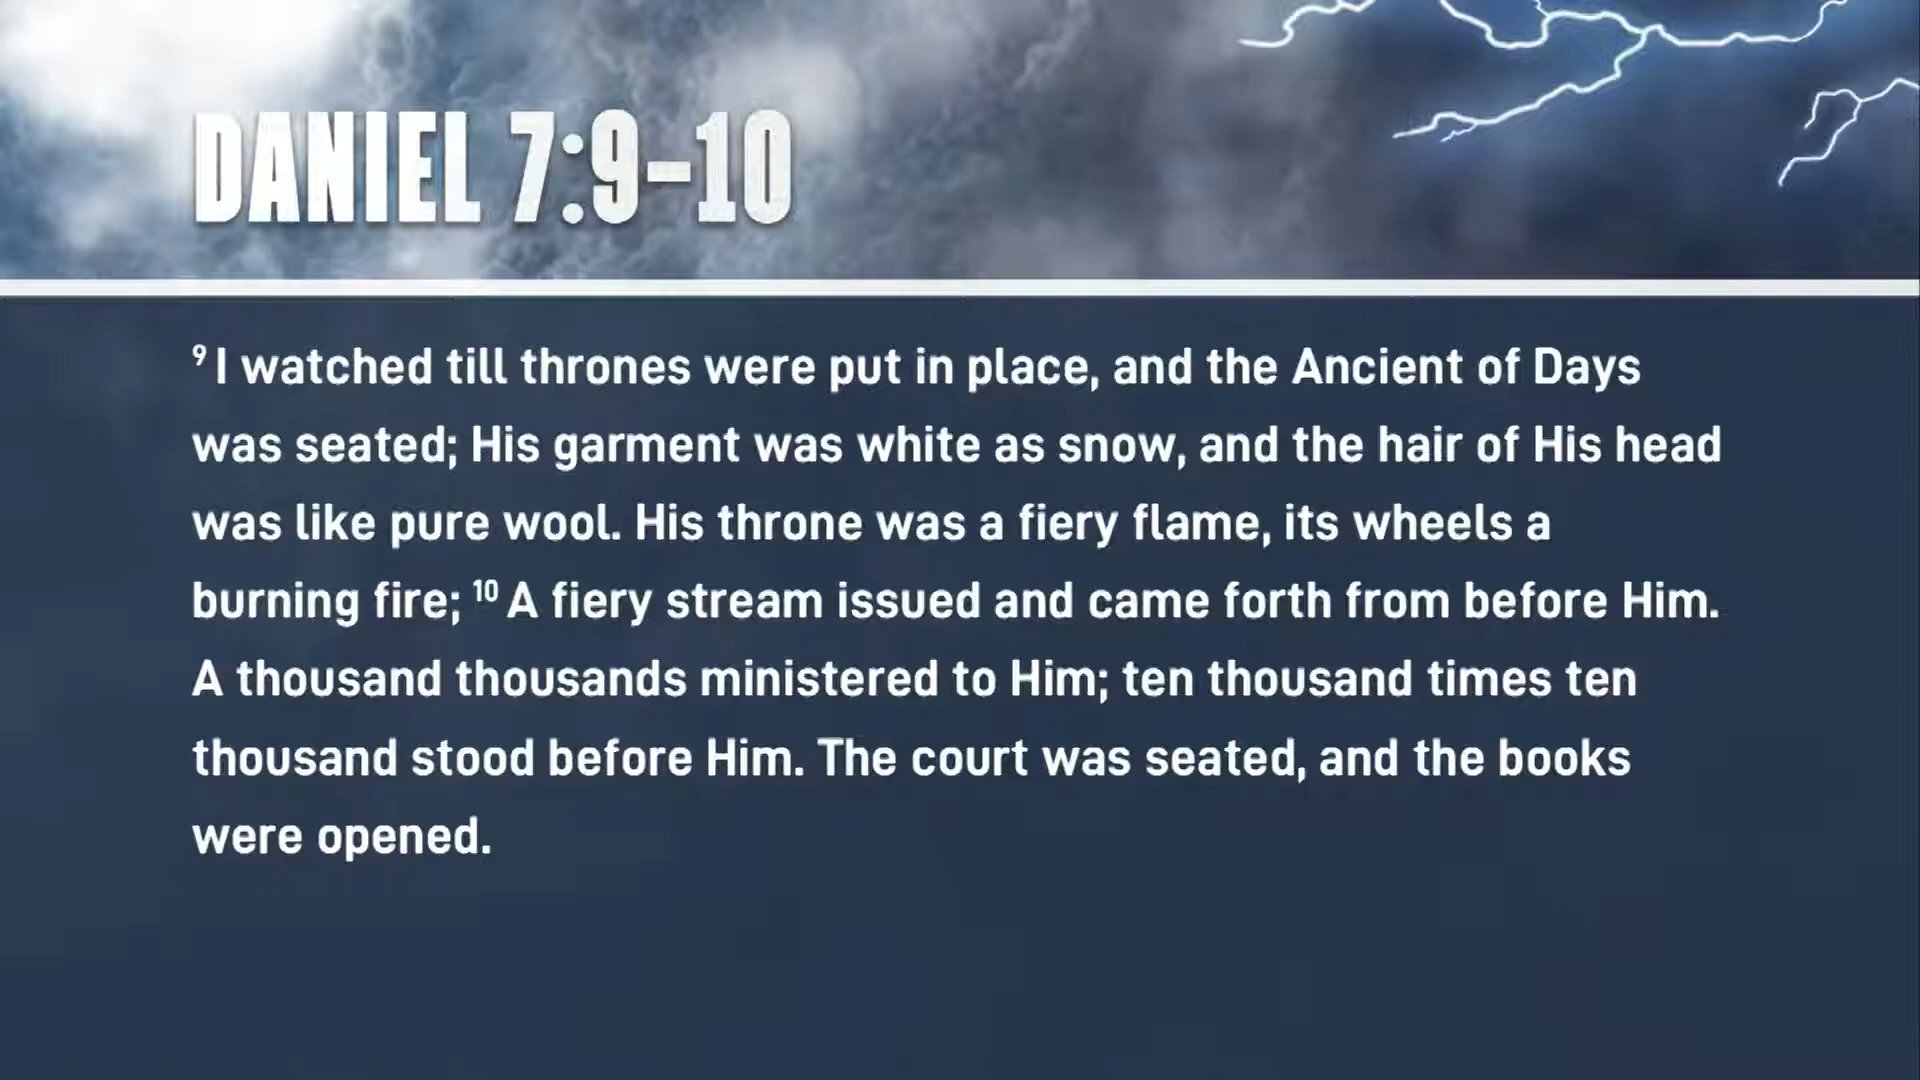 DANIEL 7:9-10
9 I watched till thrones were put in place, and the Ancient of Days
was seated; His garment was white as snow, and the hair of His head
was like pure wool. His throne was a fiery flame, its wheels a
burning fire; 10 A fiery stream issued and came forth from before Him.
A thousand thousands ministered to Him; ten thousand times ten
thousand stood before Him. The court was seated, and the books
were opened.